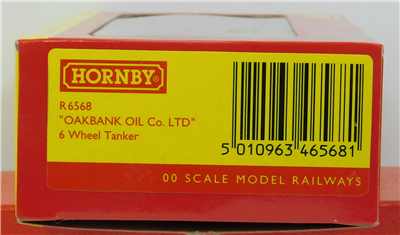 HORNBY
R6568
"OAKBANK OIL Co. LTD"
6 Wheel Tanker
5 010963 465681
00 SCALE MODEL RAILWAYS